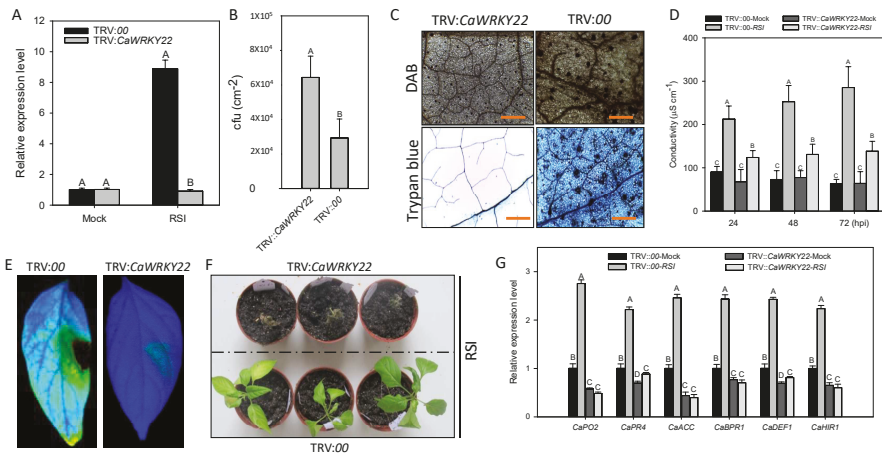 A
TRV:00
TRV:CaWRKY22
Relative expression level
10
8
6
4
2
0
A
A
A
B
Mock
RSI
B
1x10⁵
8x10⁴
6x10⁴
4x10⁴
2x10⁴
0
cfu (cm⁻²)
A
B
TRV::CaWRKY22
TRV::00
C
TRV:CaWRKY22
TRV:00
DAB
Trypan blue
D
TRV::00-Mock
TRV::00-RSI
TRV::CaWRKY22-Mock
TRV::CaWRKY22-RSI
Conductivity (µS cm⁻¹)
400
300
200
100
0
C
A
C
B
C
A
C
B
C
A
C
B
24
48
72 (hpi)
E
TRV:00
TRV:CaWRKY22
F
TRV:CaWRKY22
TRV:00
RSI
G
TRV::00-Mock
TRV::00-RSI
TRV::CaWRKY22-Mock
TRV::CaWRKY22-RSI
Relative expression level
3
2
1
0
B
A
C
C
B
A
D
C
B
A
C
C
B
A
C
C
B
A
D
C
B
A
C
C
CaPO2
CaPR4
CaACC
CaBPR1
CaDEF1
CaHIR1